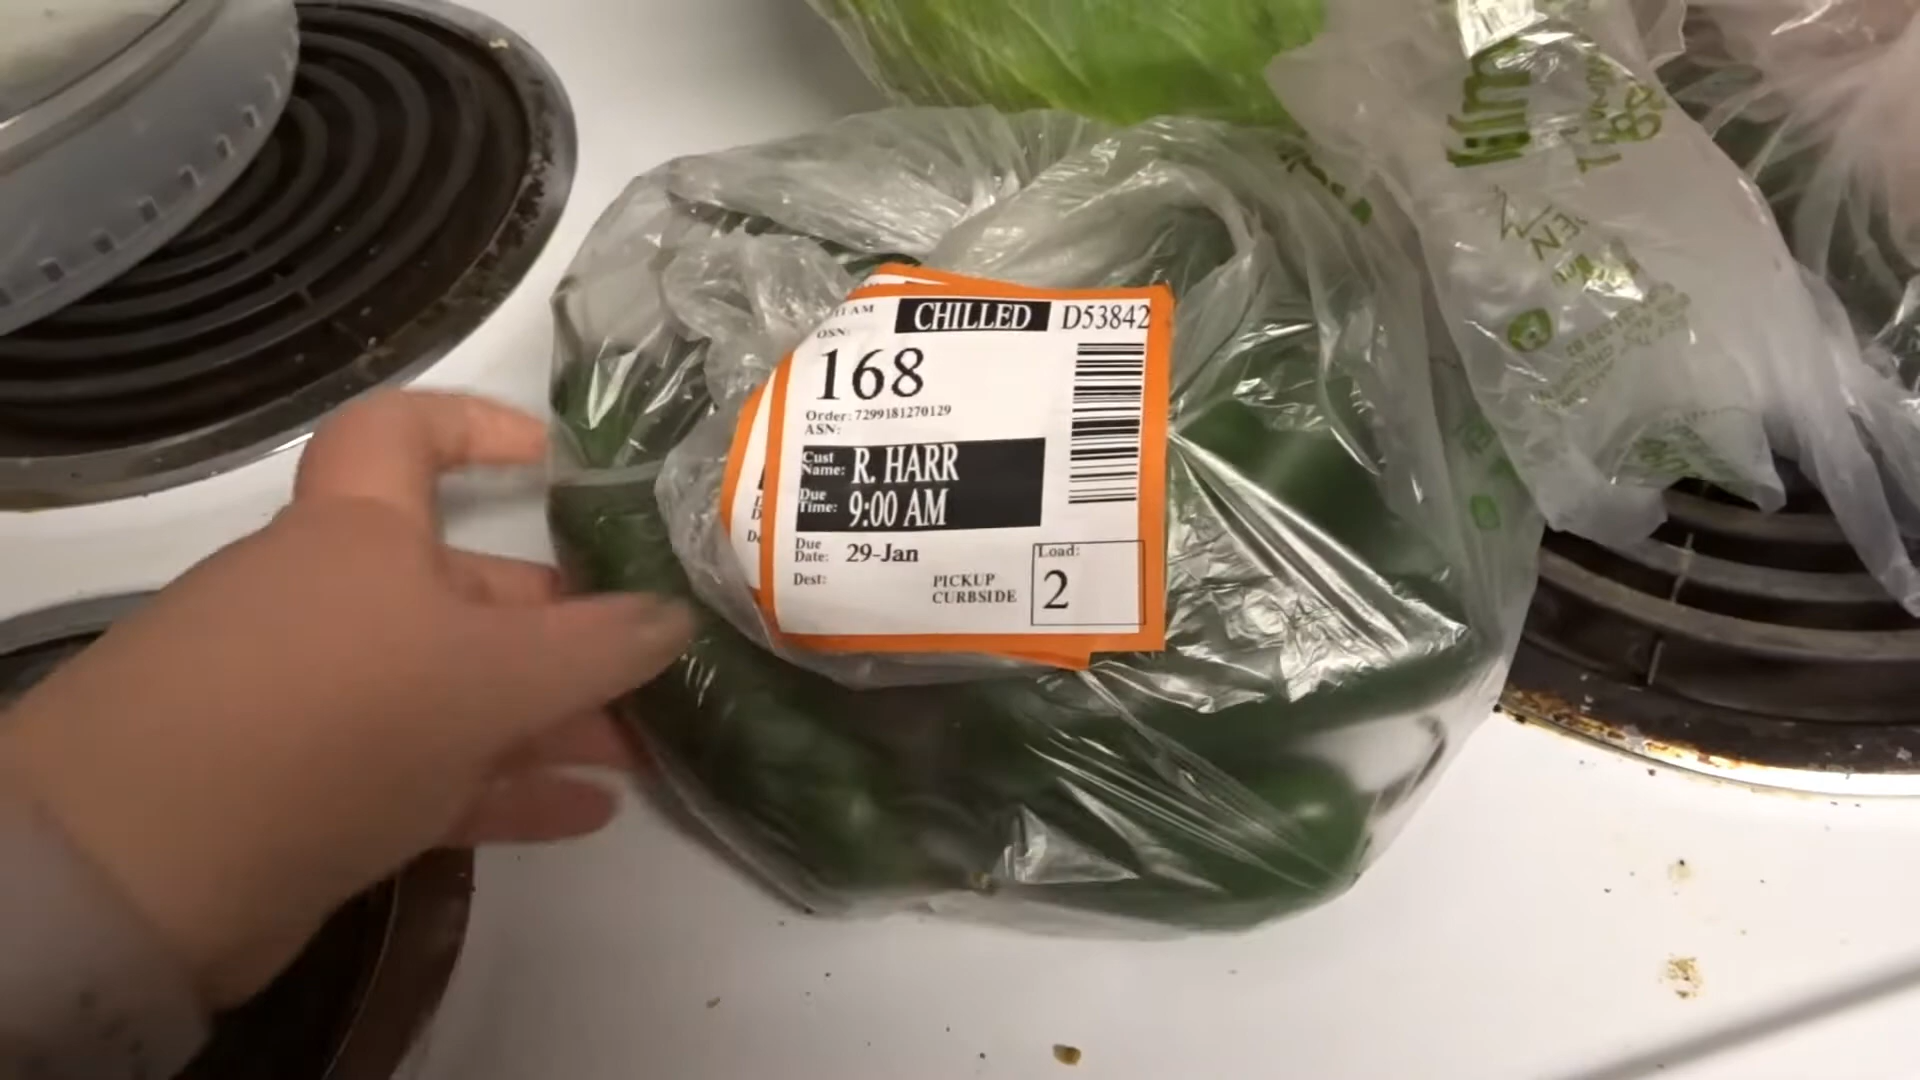 CHILLED D53842
OSN:
168
Order: 7299181270129
ASN:
Cust Name: R. HARR
Due Time: 9:00 AM
Due Date: 29-Jan
Dest:
PICKUP CURBSIDE
Load:
2